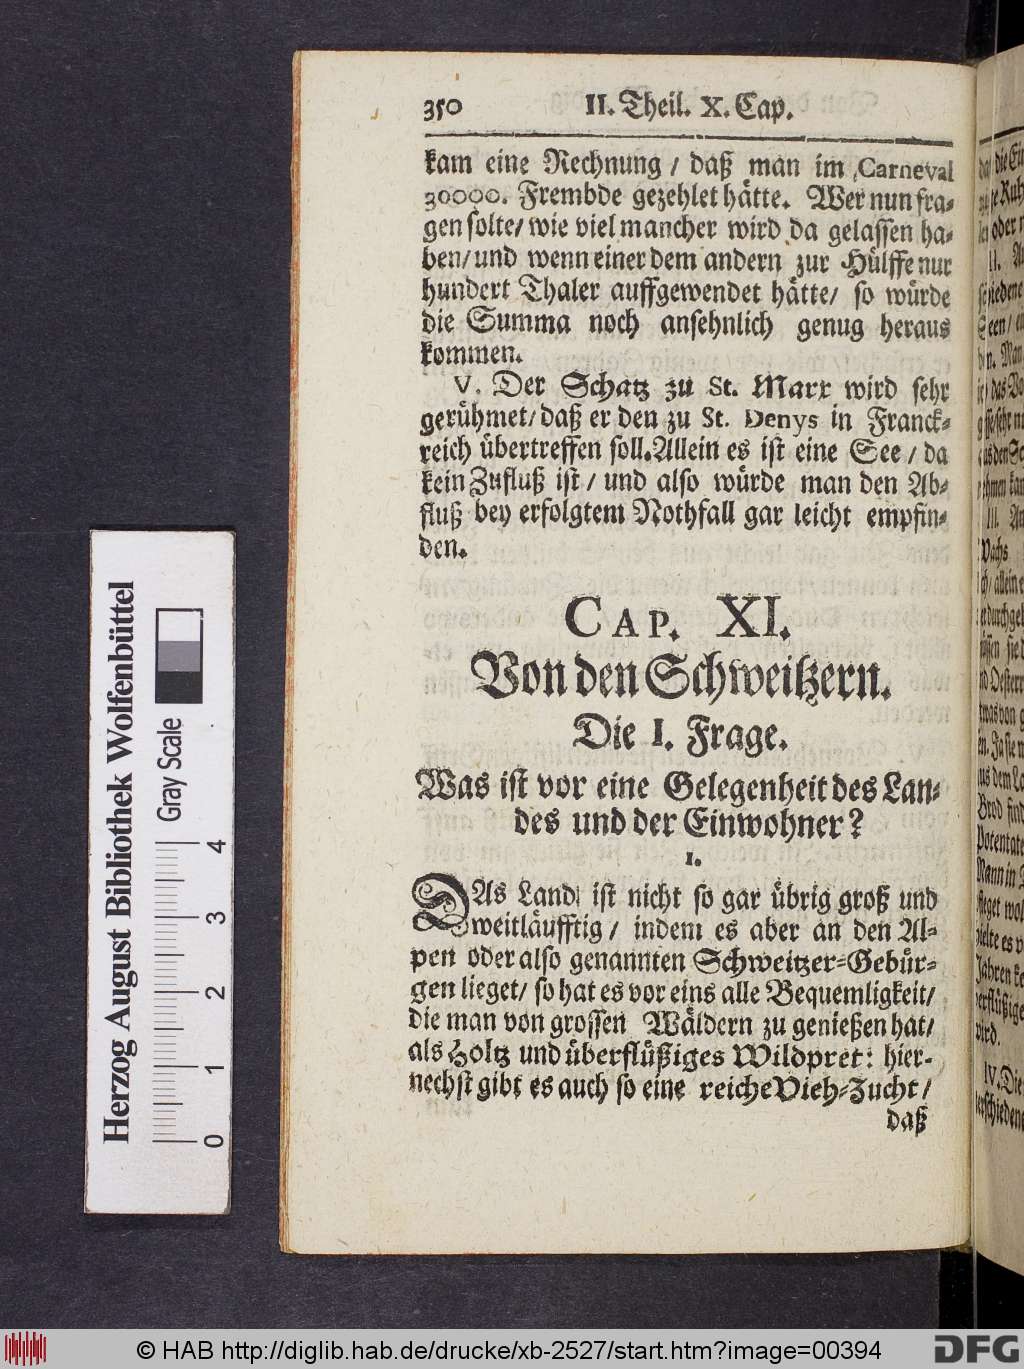 350 II. Theil. X. Cap.
kam eine Rechnung / daß man im Carneval
30000. Frembde gezehlet hätte. Wer nun fra-
gen solte/ wie viel mancher wird da gelassen ha-
ben/ und wenn einer dem andern zur Hülffe nur
hundert Thaler auffgewendet hätte/ so würde
die Summa noch ansehnlich genug heraus
kommen.
V. Der Schatz zu St. Marx wird sehr
gerühmet/ daß er den zu St. Denys in Franck-
reich übertreffen soll. Allein es ist eine See / da
kein Zufluß ist / und also würde man den Ab-
fluß bey erfolgtem Nothfall gar leicht empfin-
den.
CAP. XI.
Von den Schweitzern.
Die I. Frage.
Was ist vor eine Gelegenheit des Lan-
des und der Einwohner?
I.
DAs Land ist nicht so gar übrig groß und
weitläufftig / indem es aber an den Al-
pen oder also genannten Schweitzer-Gebür-
gen lieget/ so hat es vor eins alle Bequemligkeit/
die man von grossen Wäldern zu genießen hat/
als Holtz und überflüßiges Wildpret: hier-
nechst gibt es auch so eine reiche Vieh-Zucht /
daß
Herzog August Bibliothek Wolfenbüttel
Gray Scale
0 1 2 3 4
© HAB http://diglib.hab.de/drucke/xb-2527/start.htm?image=00394
DFG